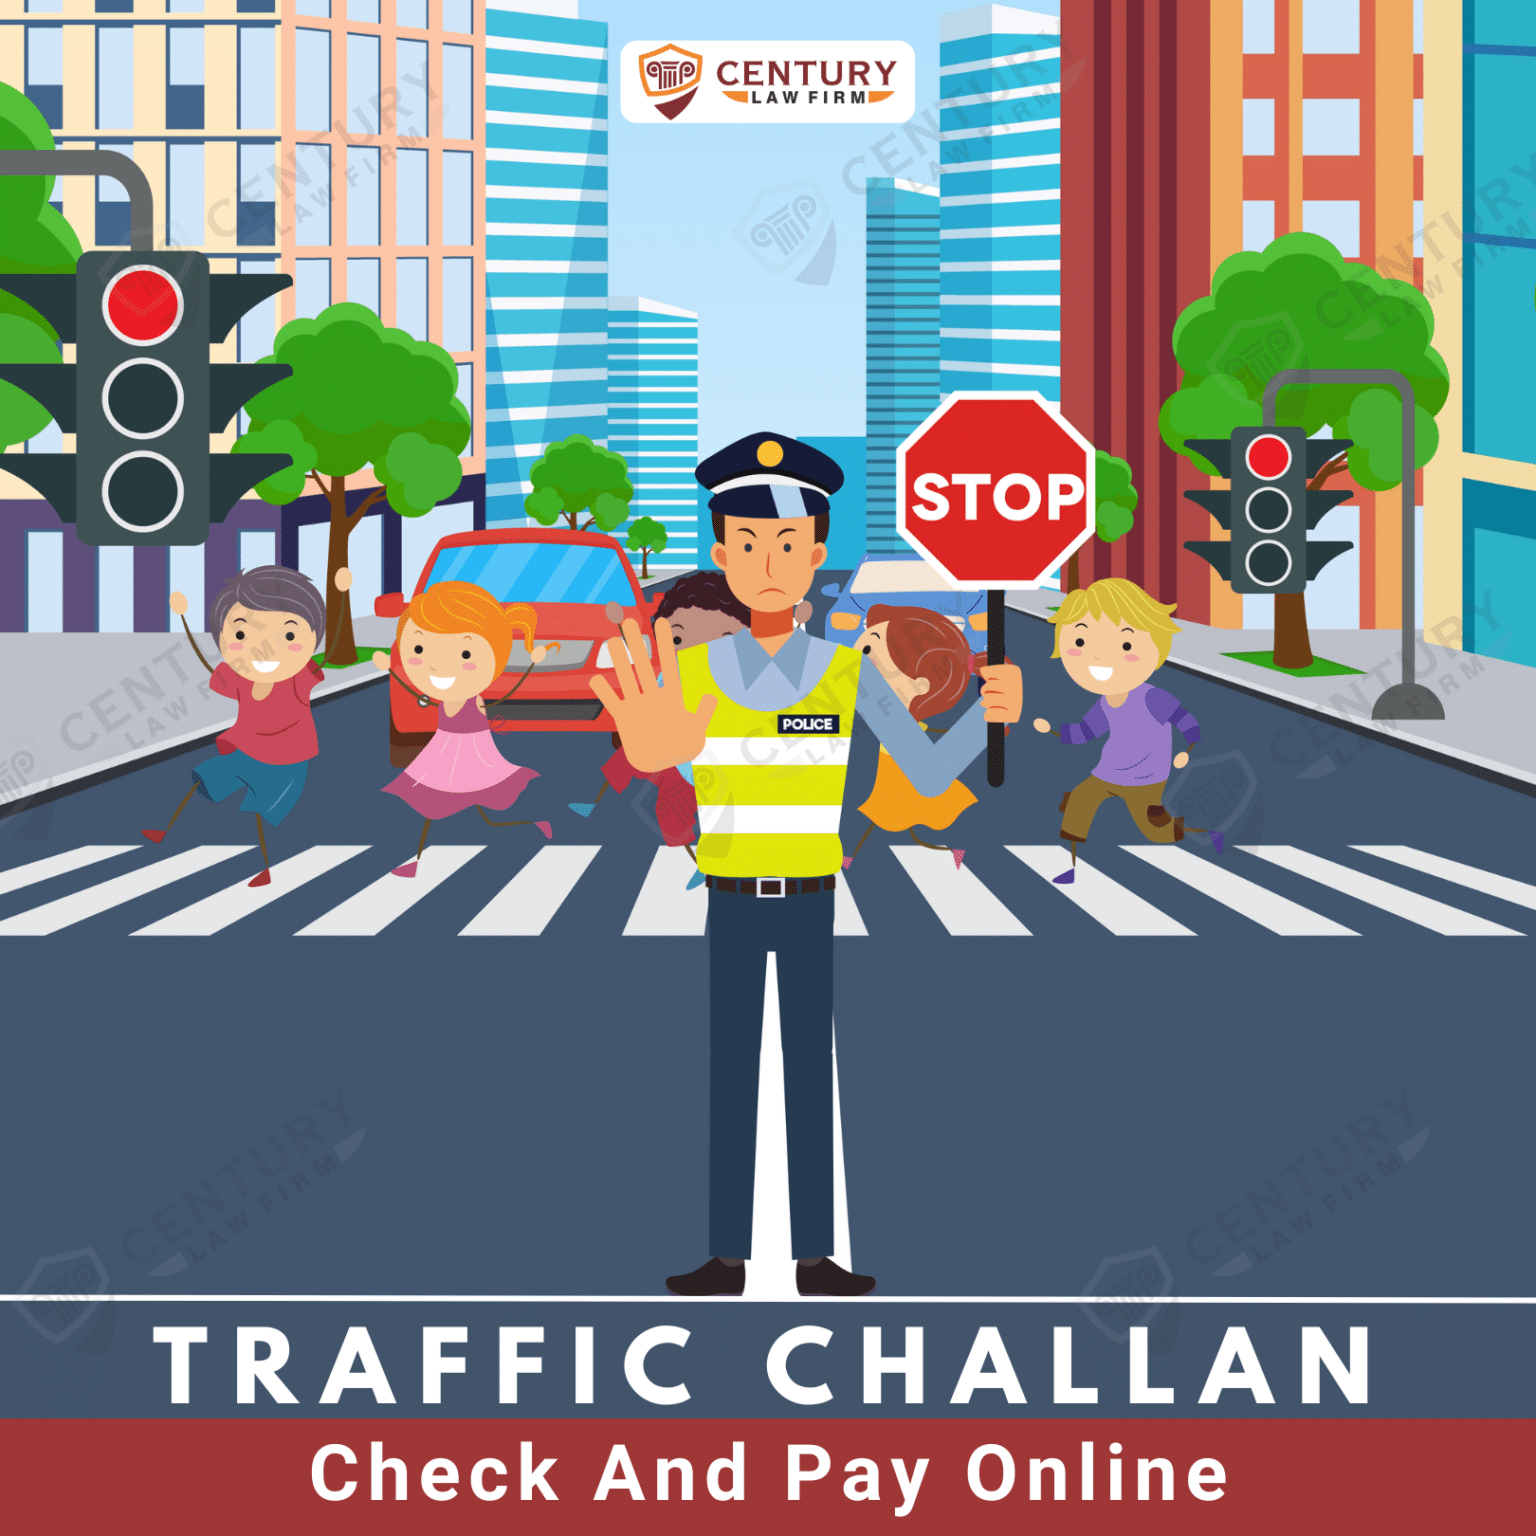 CENTURY
LAW FIRM
STOP
POLICE
TRAFFIC CHALLAN
Check And Pay Online